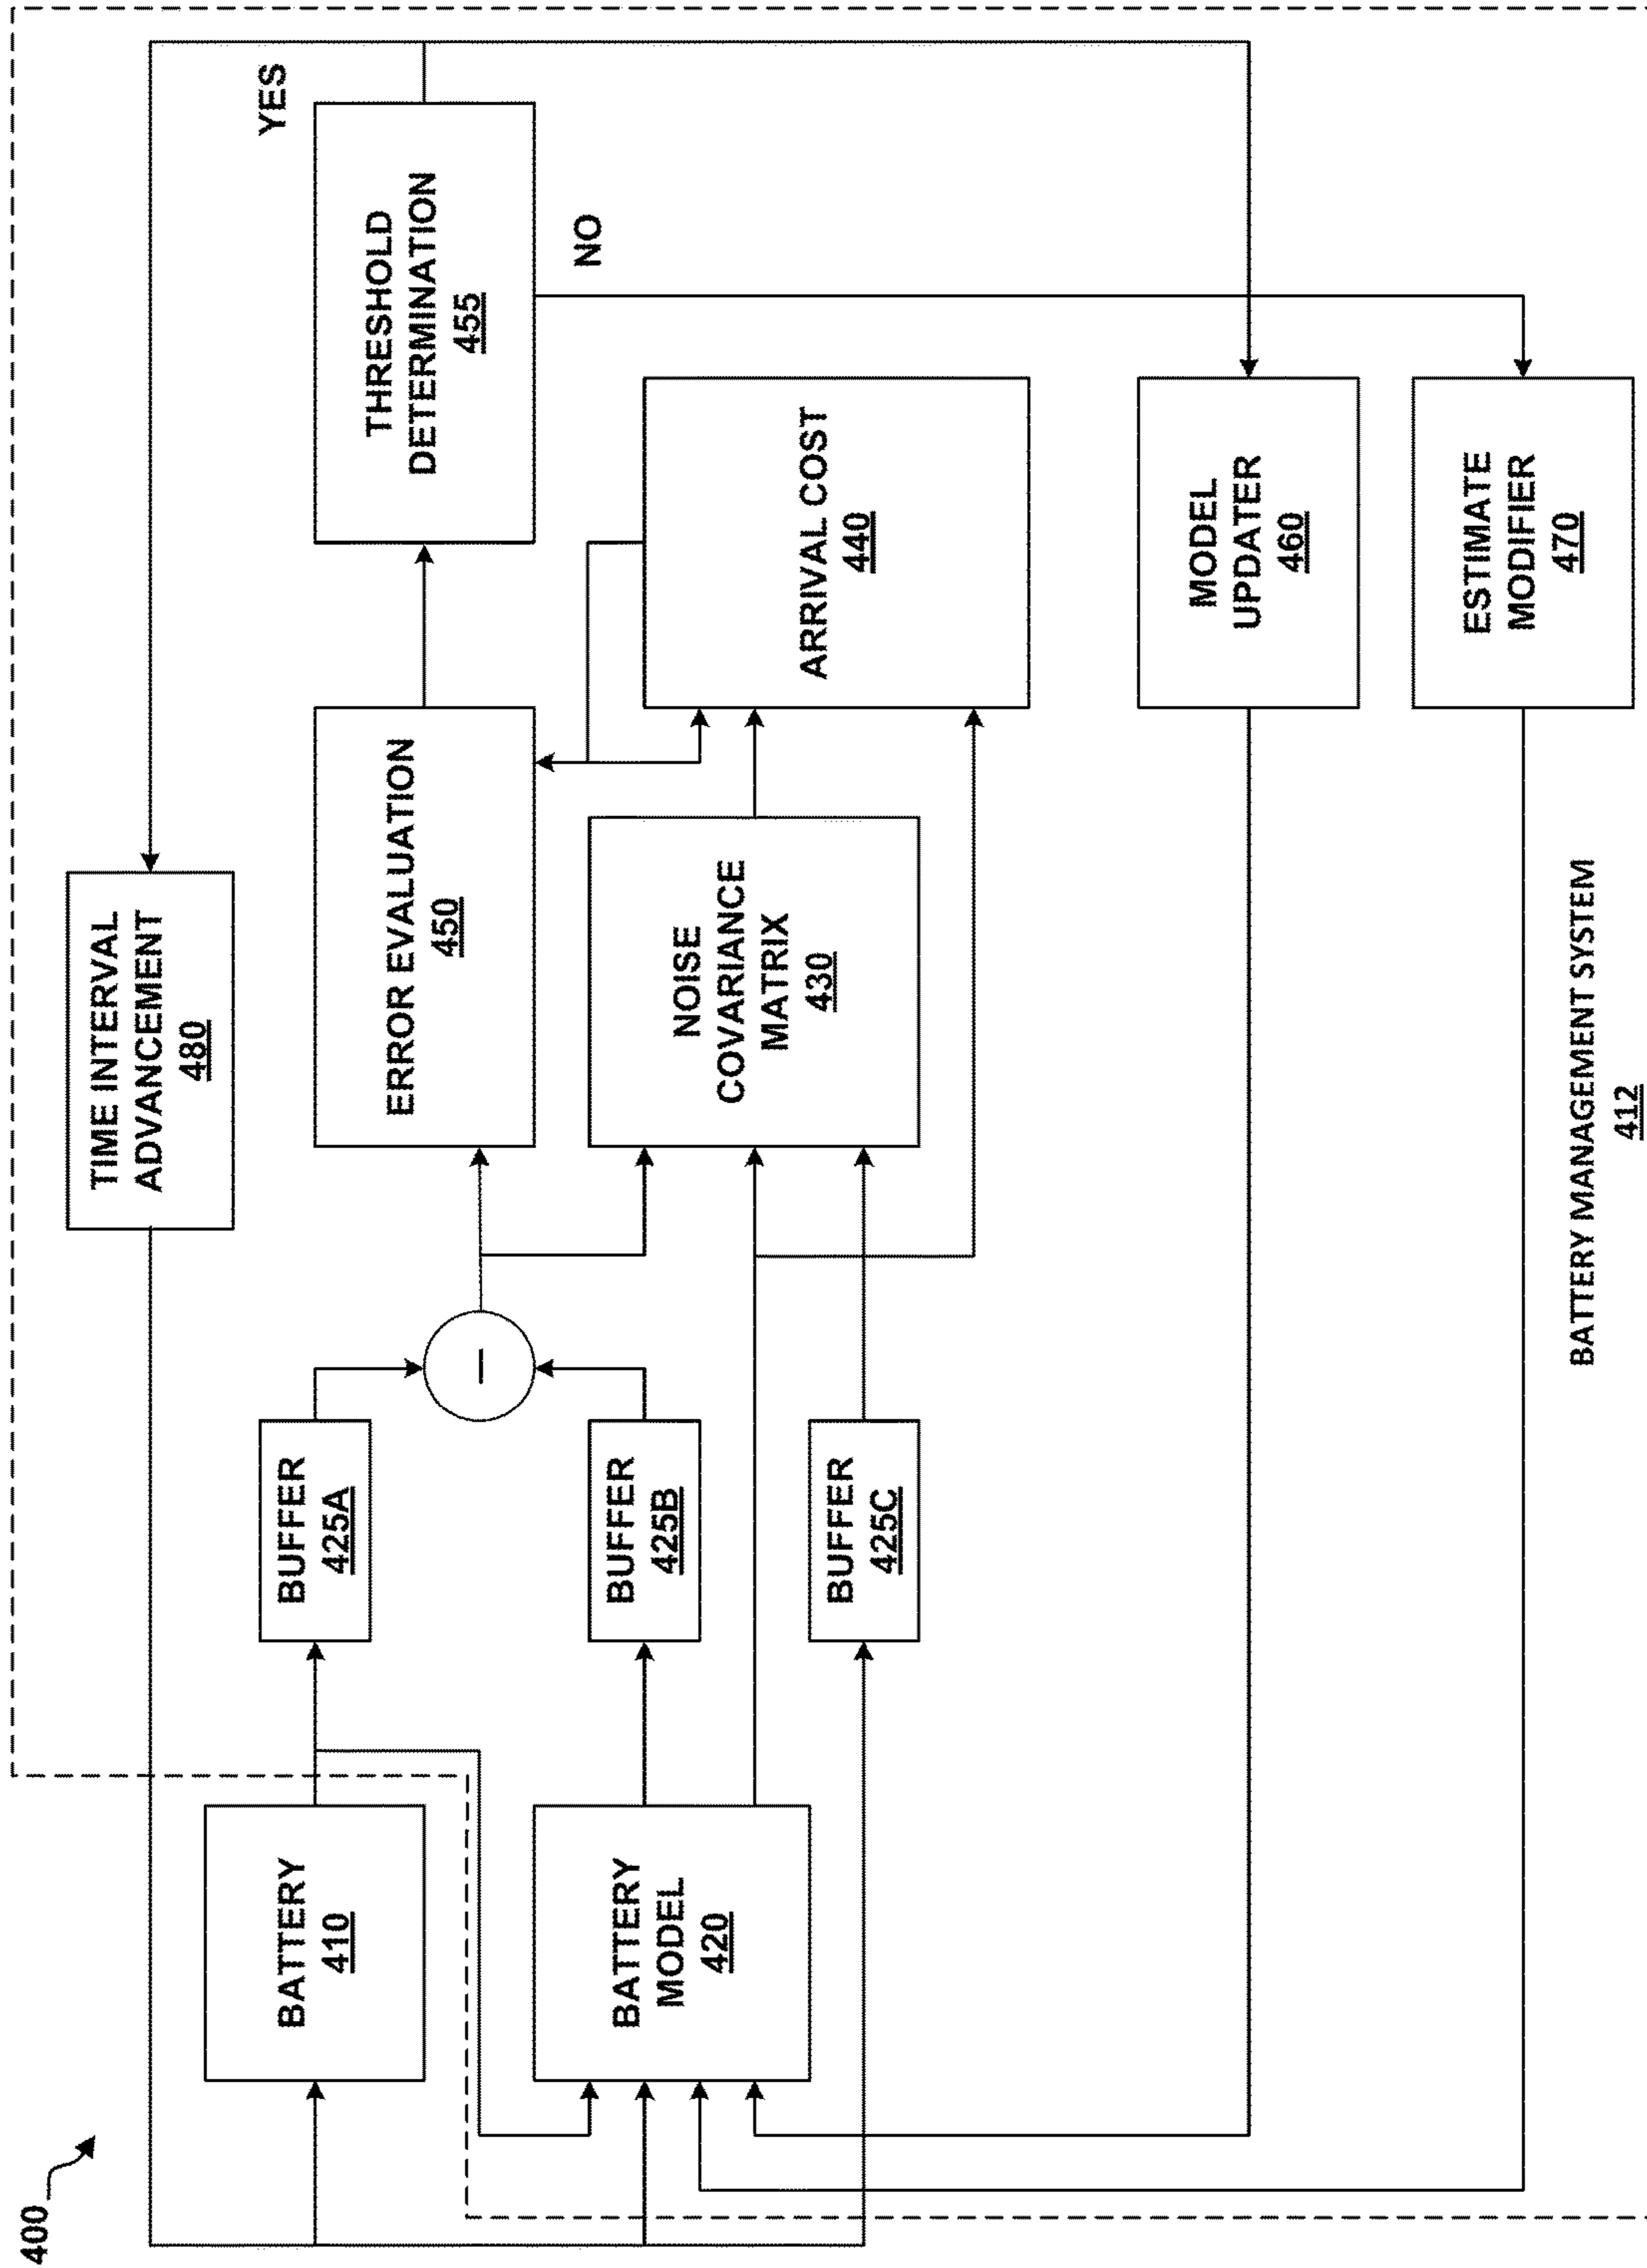 400
TIME INTERVAL
ADVANCEMENT
480
YES
BATTERY
410
BUFFER
425A
ERROR EVALUATION
450
THRESHOLD
DETERMINATION
455
NO
–
BATTERY
MODEL
420
BUFFER
425B
BUFFER
425C
NOISE
COVARIANCE
MATRIX
430
ARRIVAL COST
440
MODEL
UPDATER
460
ESTIMATE
MODIFIER
470
BATTERY MANAGEMENT SYSTEM
412